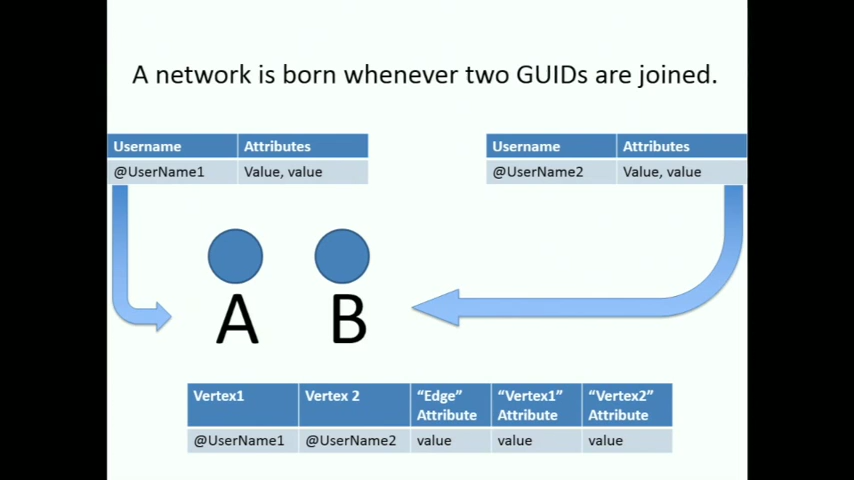 A network is born whenever two GUIDs are joined.
Username Attributes
@UserName1 Value, value
Username Attributes
@UserName2 Value, value
A B
Vertex1 Vertex 2 “Edge” Attribute “Vertex1” Attribute “Vertex2” Attribute
@UserName1 @UserName2 value value value